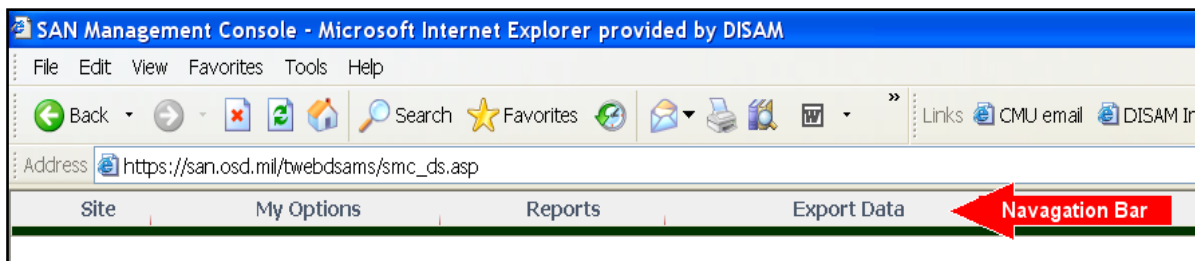 SAN Management Console - Microsoft Internet Explorer provided by DISAM
File Edit View Favorites Tools Help
Back Search Favorites W » Links CMU email DISAM In
Address https://san.osd.mil/twebdsams/smc_ds.asp
Site My Options Reports Export Data Navagation Bar